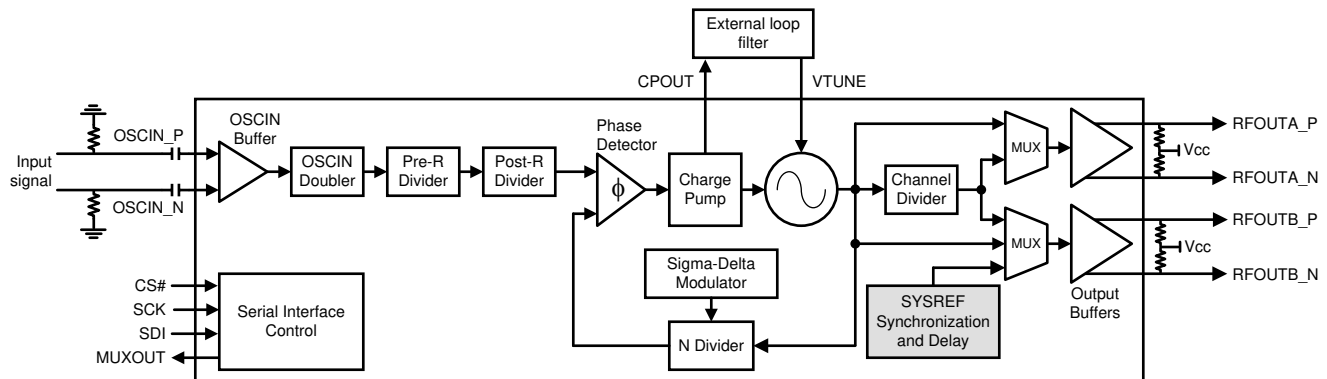 External loop
filter
CPOUT
VTUNE
OSCIN_P
OSCIN
Buffer
Phase
Detector
RFOUTA_P
Input
signal
OSCIN
Doubler
Pre-R
Divider
Post-R
Divider
ϕ
Charge
Pump
Channel
Divider
MUX
Vcc
RFOUTA_N
OSCIN_N
RFOUTB_P
MUX
Vcc
RFOUTB_N
Sigma-Delta
Modulator
CS#
SCK
SDI
MUXOUT
Serial Interface
Control
N Divider
SYSREF
Synchronization
and Delay
Output
Buffers